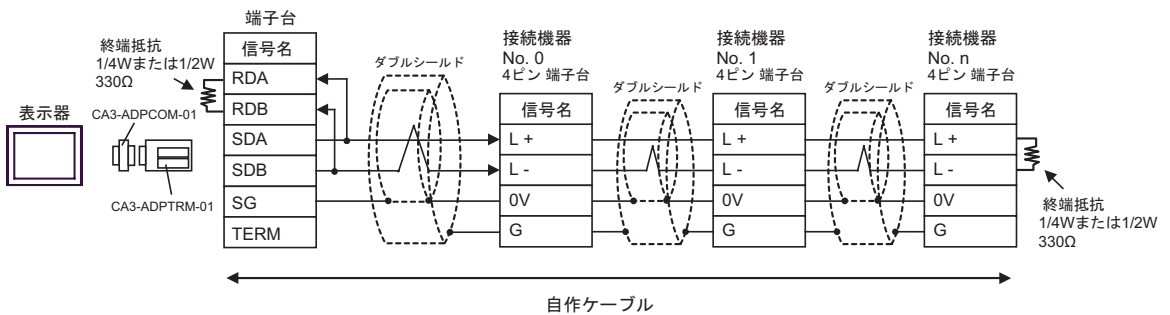 端子台
信号名
RDA
RDB
SDA
SDB
SG
TERM
終端抵抗
1/4Wまたは1/2W
330Ω
表示器
CA3-ADPCOM-01
CA3-ADPTRM-01
ダブルシールド
接続機器
No. 0
4ピン 端子台
信号名
L +
L -
0V
G
ダブルシールド
接続機器
No. 1
4ピン 端子台
信号名
L +
L -
0V
G
ダブルシールド
接続機器
No. n
4ピン 端子台
信号名
L +
L -
0V
G
終端抵抗
1/4Wまたは1/2W
330Ω
自作ケーブル